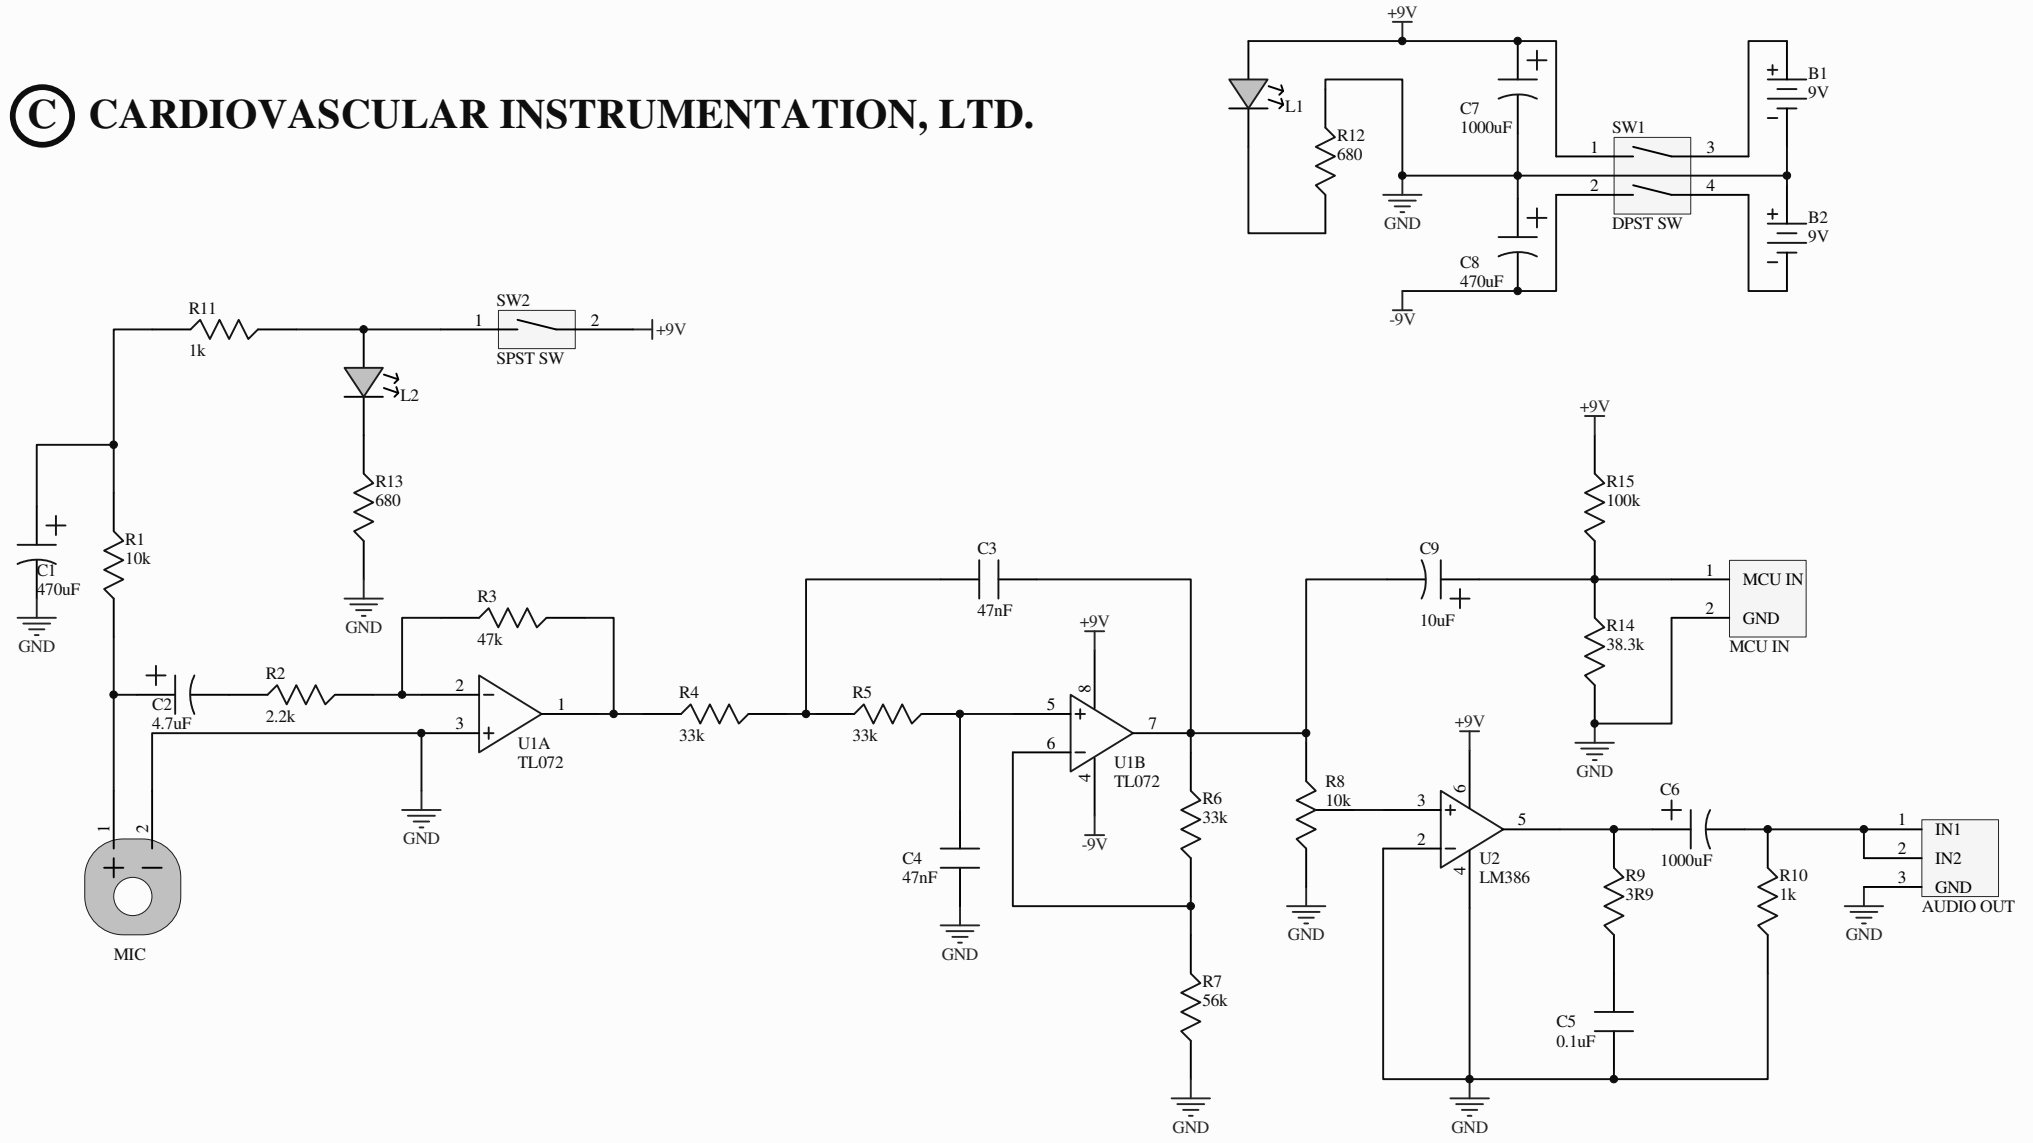 © CARDIOVASCULAR INSTRUMENTATION, LTD.
+9V
L1
R12
680
GND
C7
1000uF
C8
470uF
-9V
SW1
1
3
2
4
DPST SW
B1
9V
B2
9V
R11
1k
SW2
1
2
SPST SW
+9V
L2
R13
680
GND
C1
470uF
GND
R1
10k
C2
4.7uF
R2
2.2k
R3
47k
2
3
1
U1A
TL072
GND
1
2
MIC
R4
33k
R5
33k
C3
47nF
C4
47nF
GND
+9V
8
5
6
7
4
U1B
TL072
-9V
R6
33k
R7
56k
GND
R8
10k
GND
C9
10uF
+9V
R15
100k
R14
38.3k
GND
1
MCU IN
2
GND
MCU IN
+9V
6
3
2
5
4
U2
LM386
GND
R9
3R9
C5
0.1uF
C6
1000uF
R10
1k
1
IN1
2
IN2
3
GND
AUDIO OUT
GND